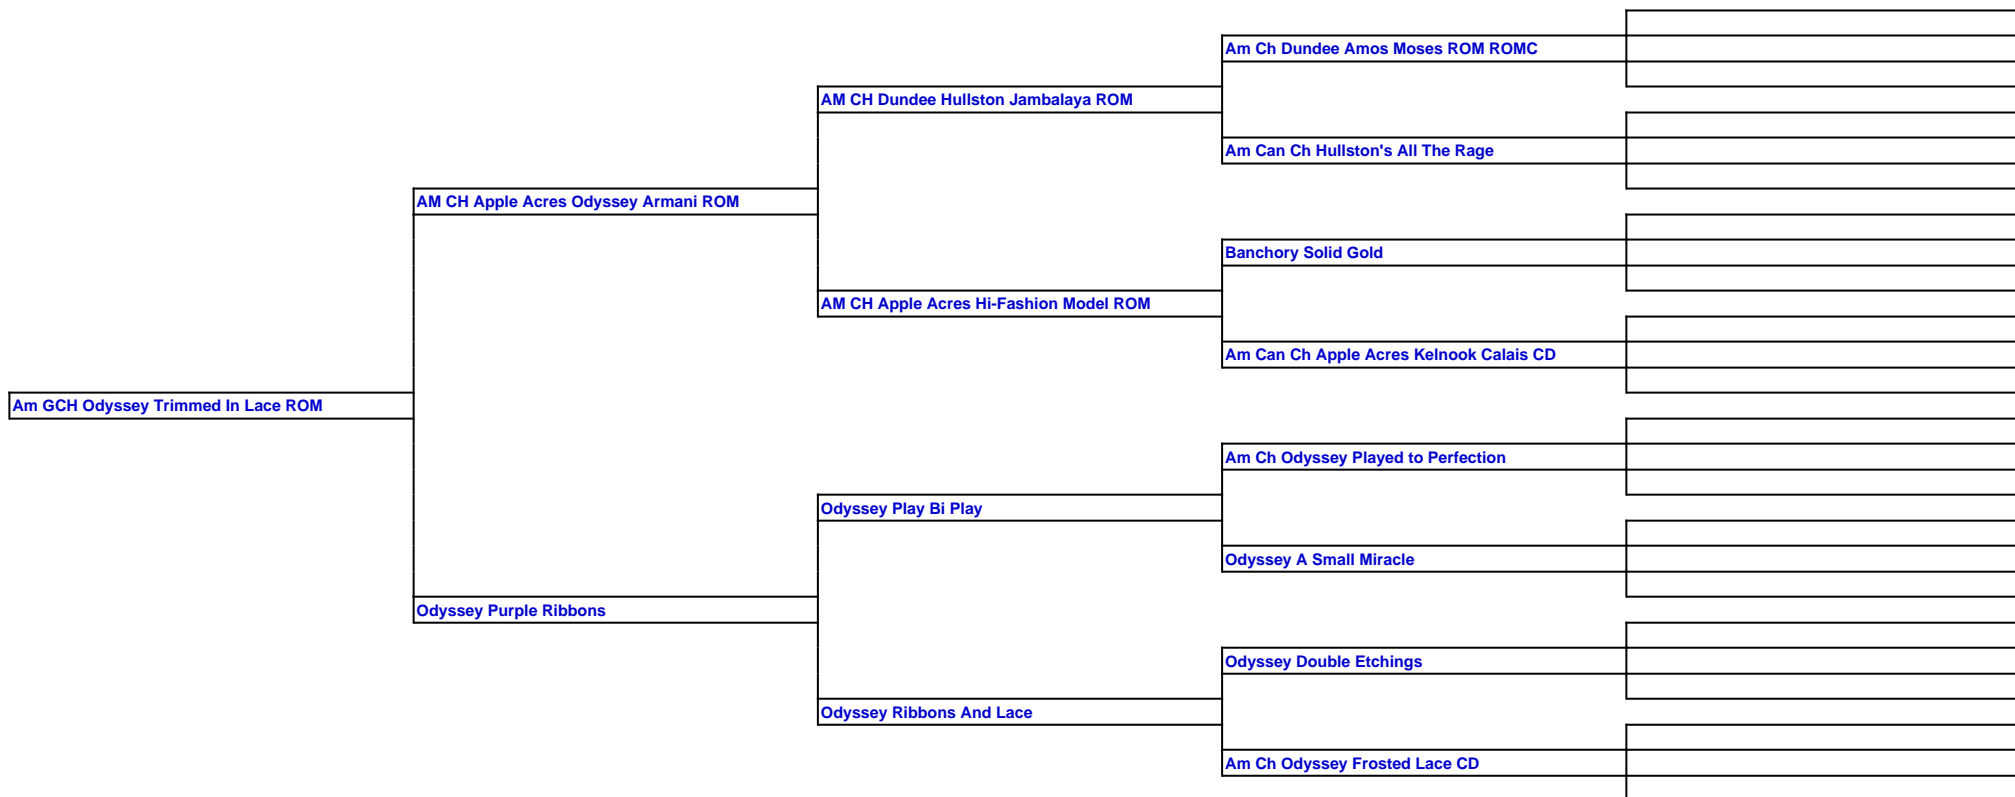 Am Ch Dundee Amos Moses ROM ROMC
AM CH Dundee Hullston Jambalaya ROM
Am Can Ch Hullston's All The Rage
AM CH Apple Acres Odyssey Armani ROM
Banchory Solid Gold
AM CH Apple Acres Hi-Fashion Model ROM
Am Can Ch Apple Acres Kelnook Calais CD
Am GCH Odyssey Trimmed In Lace ROM
Am Ch Odyssey Played to Perfection
Odyssey Play Bi Play
Odyssey A Small Miracle
Odyssey Purple Ribbons
Odyssey Double Etchings
Odyssey Ribbons And Lace
Am Ch Odyssey Frosted Lace CD